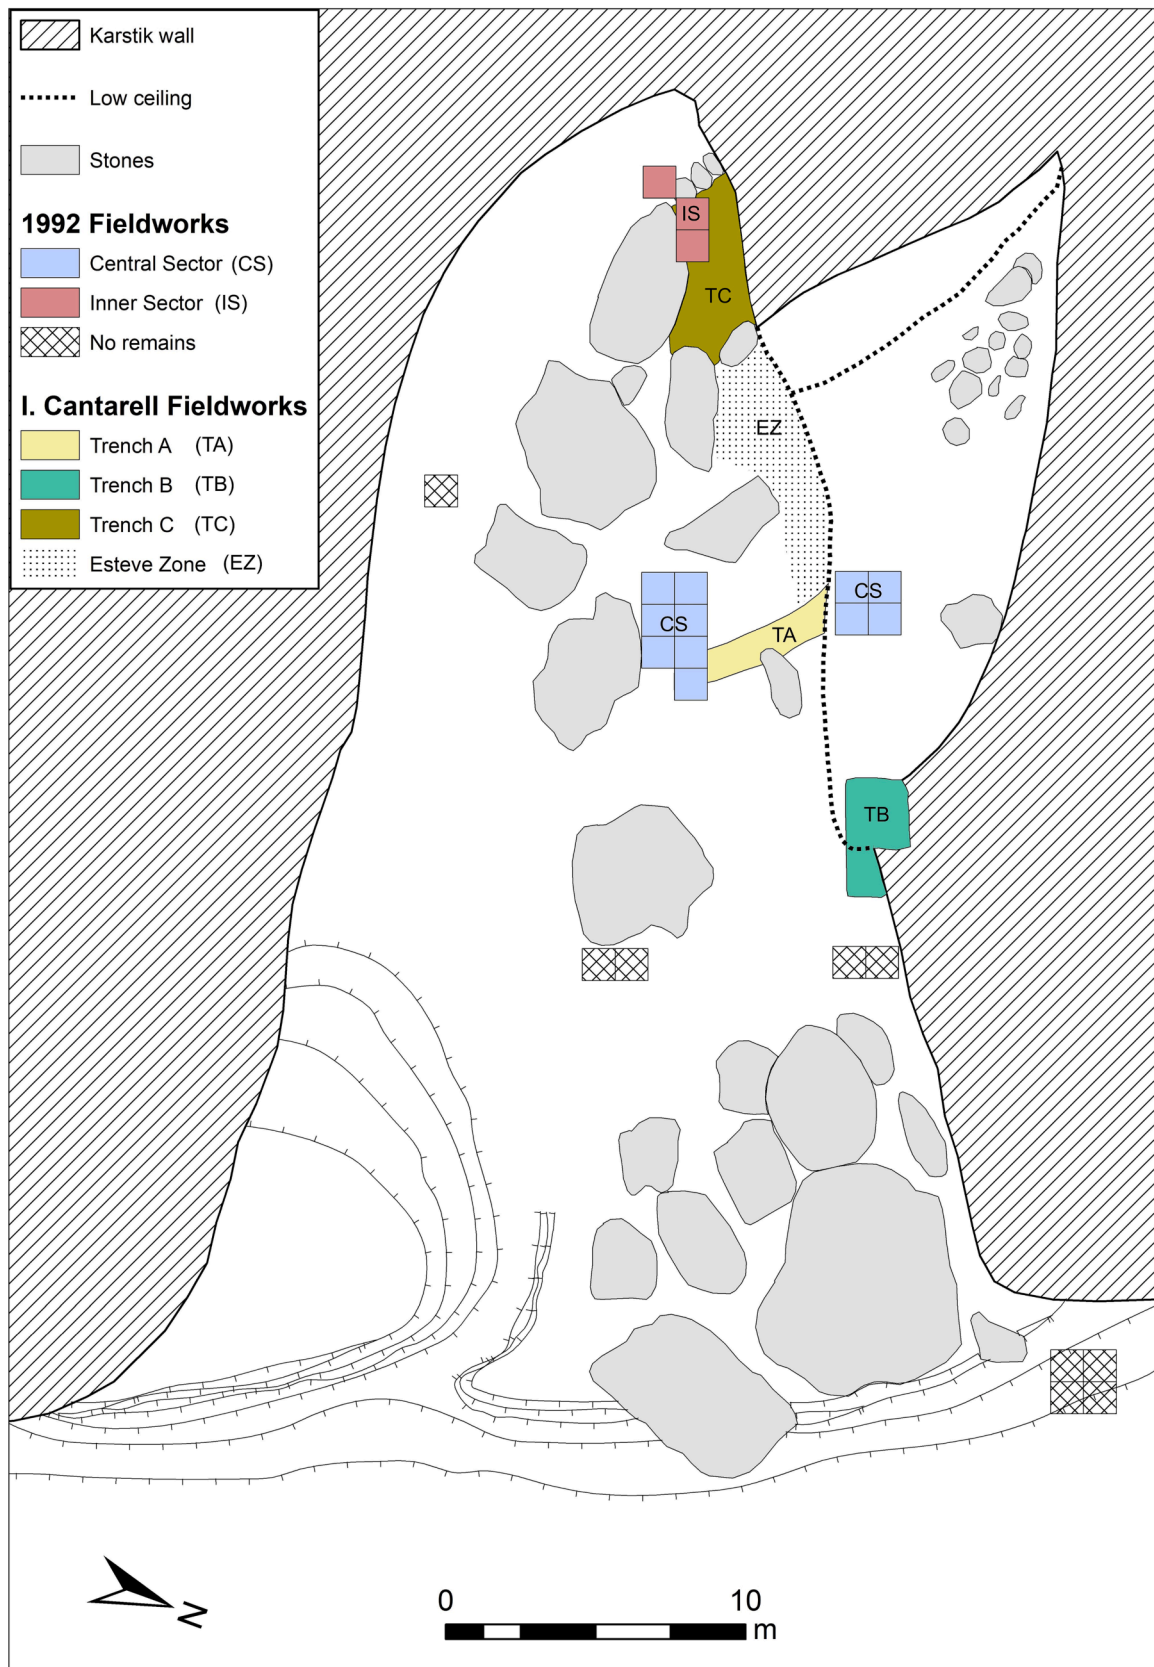 Karstik wall
Low ceiling
Stones
1992 Fieldworks
Central Sector (CS)
Inner Sector (IS)
No remains
I. Cantarell Fieldworks
Trench A (TA)
Trench B (TB)
Trench C (TC)
Esteve Zone (EZ)
IS
TC
EZ
CS
CS
TA
TB
N
0 10
m